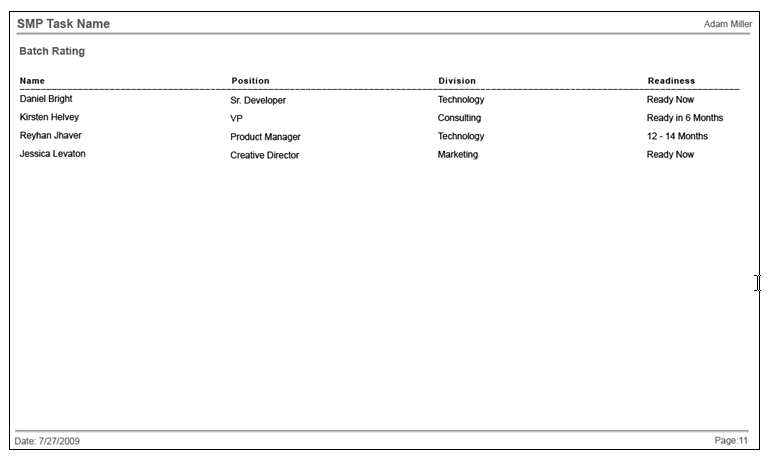 SMP Task Name Adam Miller
Batch Rating
Name Position Division Readiness
Daniel Bright Sr. Developer Technology Ready Now
Kirsten Helvey VP Consulting Ready in 6 Months
Reyhan Jhaver Product Manager Technology 12 - 14 Months
Jessica Levaton Creative Director Marketing Ready Now
Date: 7/27/2009 Page:11